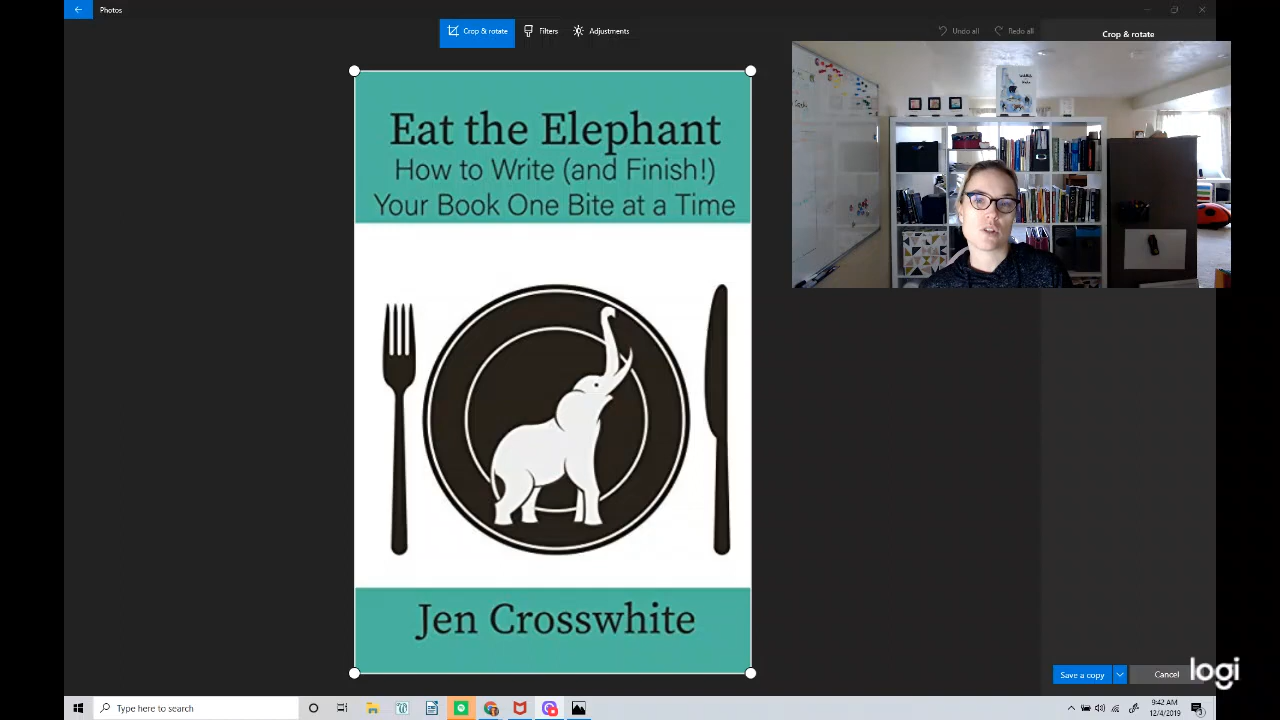 Photos
Crop & rotate
Filters
Adjustments
Undo all
Redo all
Crop & rotate
Eat the Elephant
How to Write (and Finish!)
Your Book One Bite at a Time
Jen Crosswhite
Save a copy
Cancel
logi
Type here to search
9:42 AM
12/4/2019